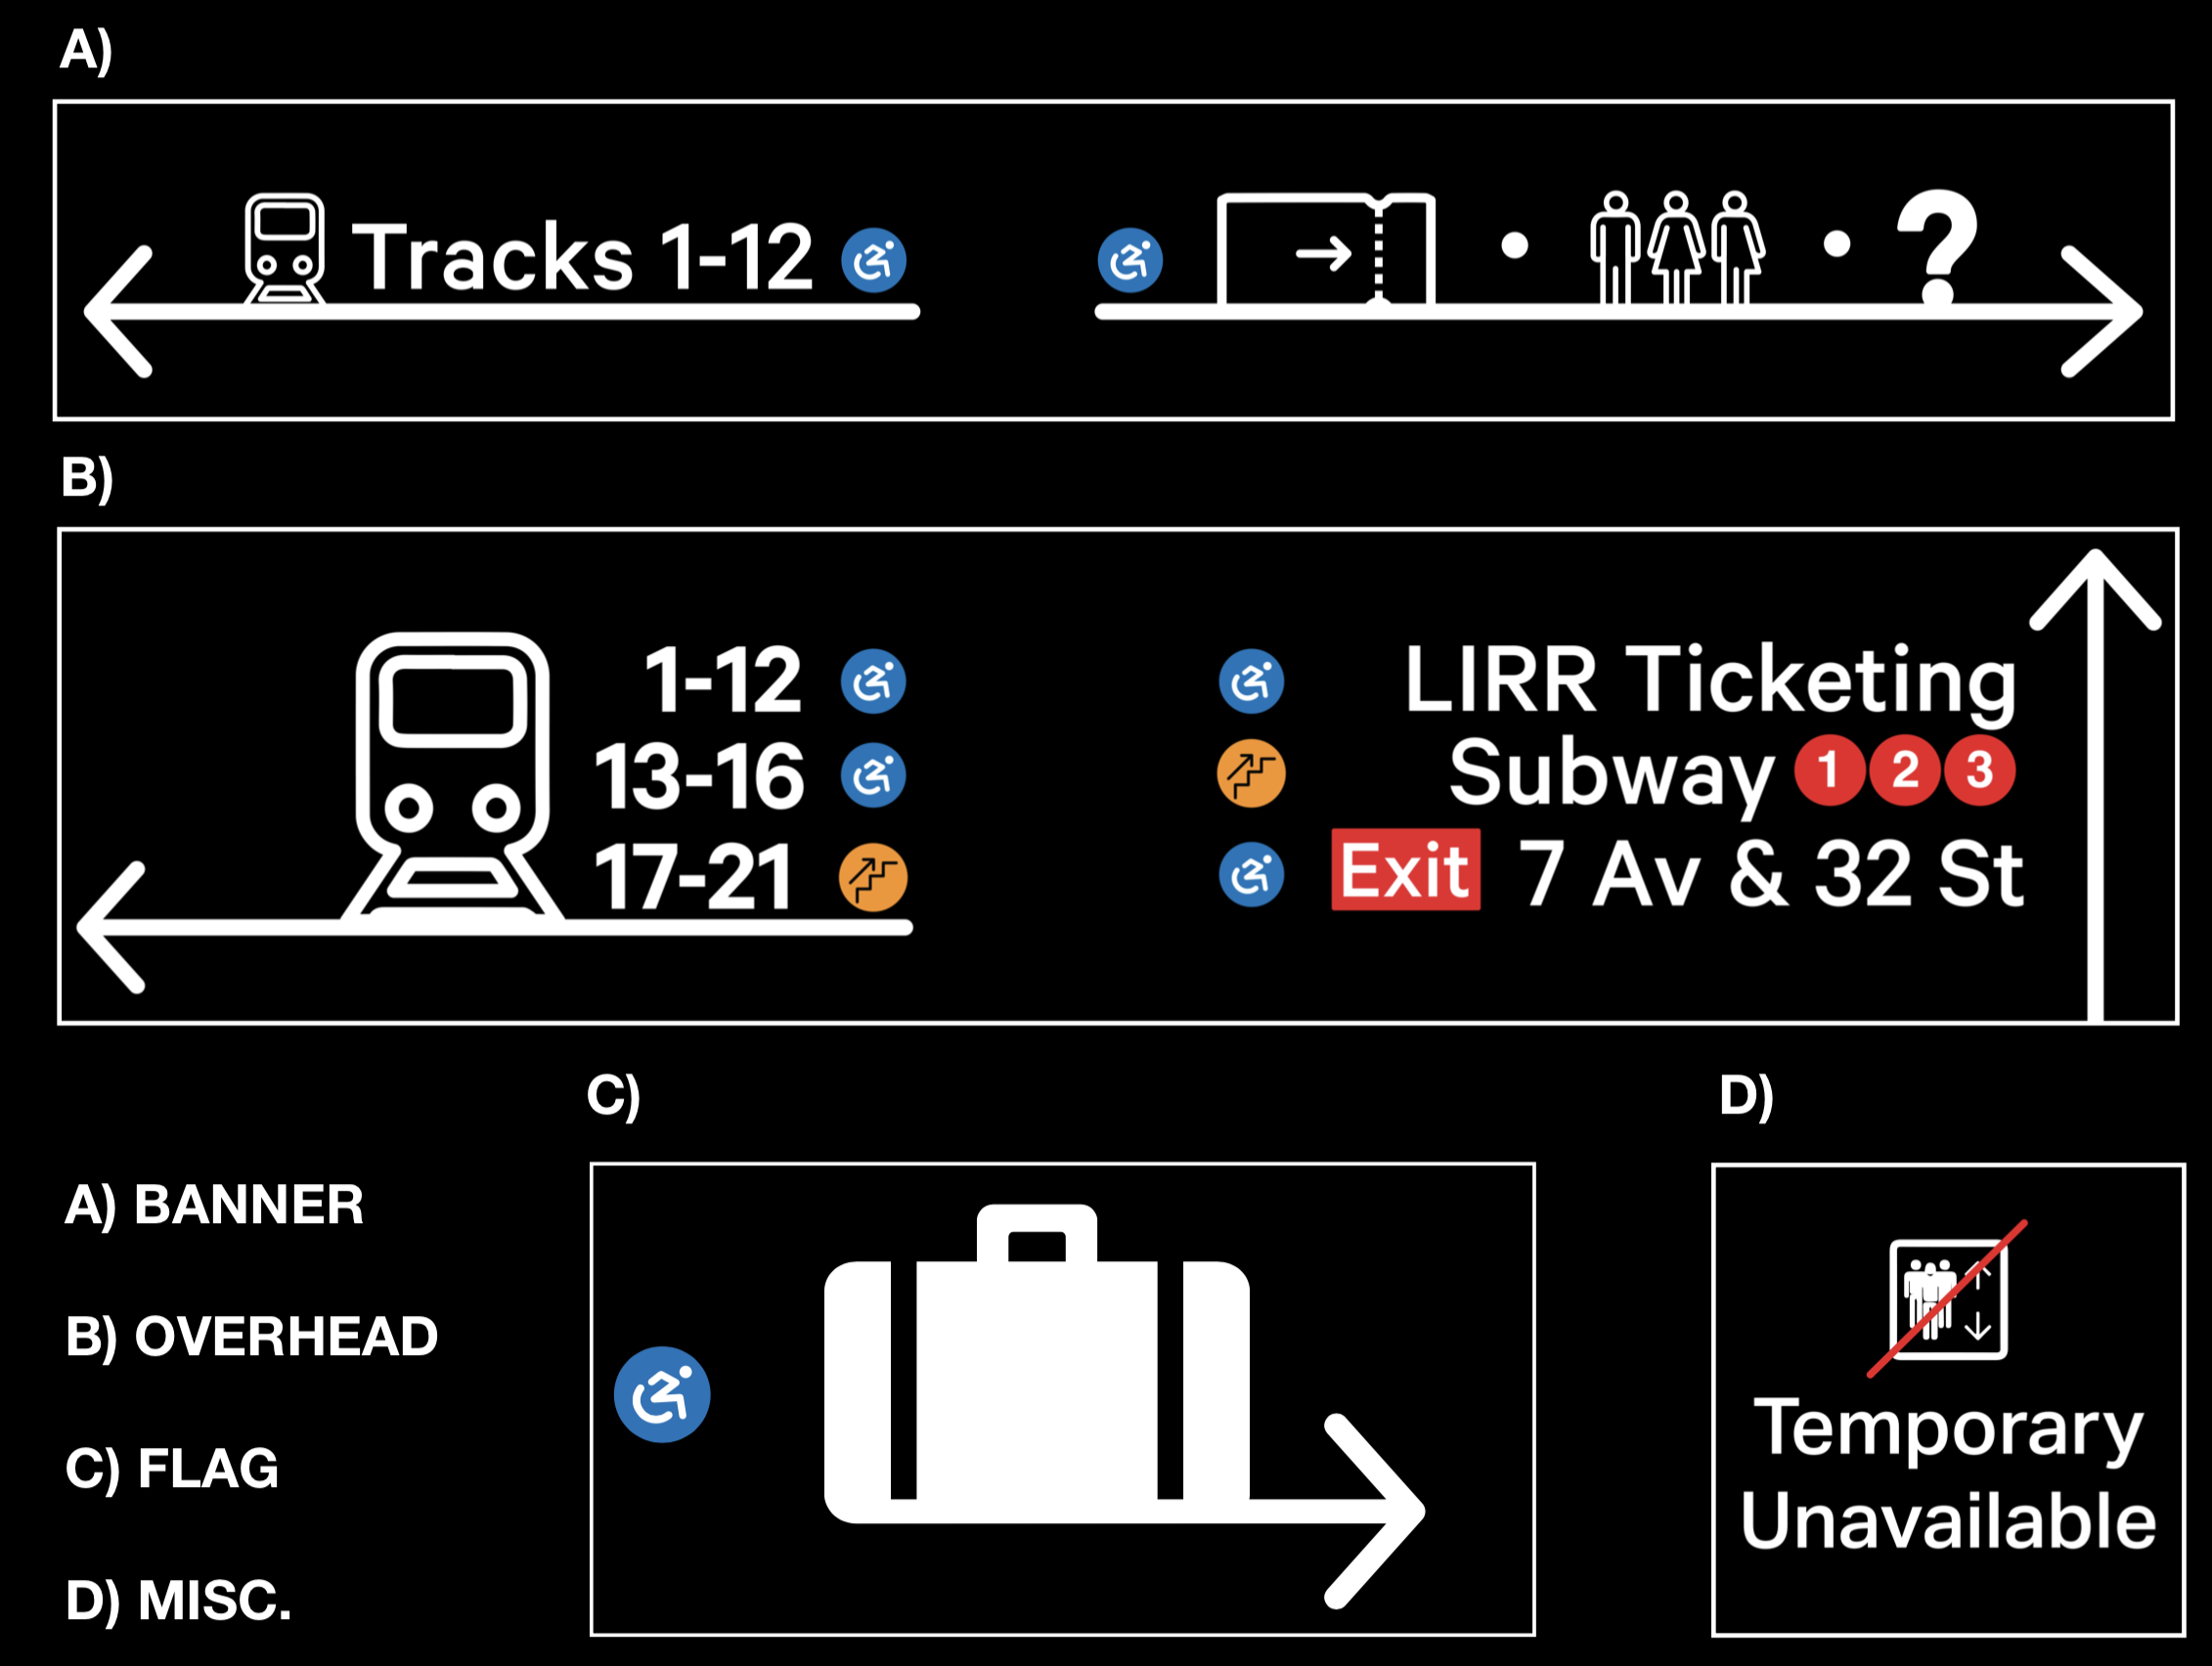 A)
Tracks 1-12
?
B)
1-12
13-16
17-21
LIRR Ticketing
Subway 1 2 3
Exit 7 Av & 32 St
C)
D)
A) BANNER
B) OVERHEAD
C) FLAG
D) MISC.
Temporary
Unavailable